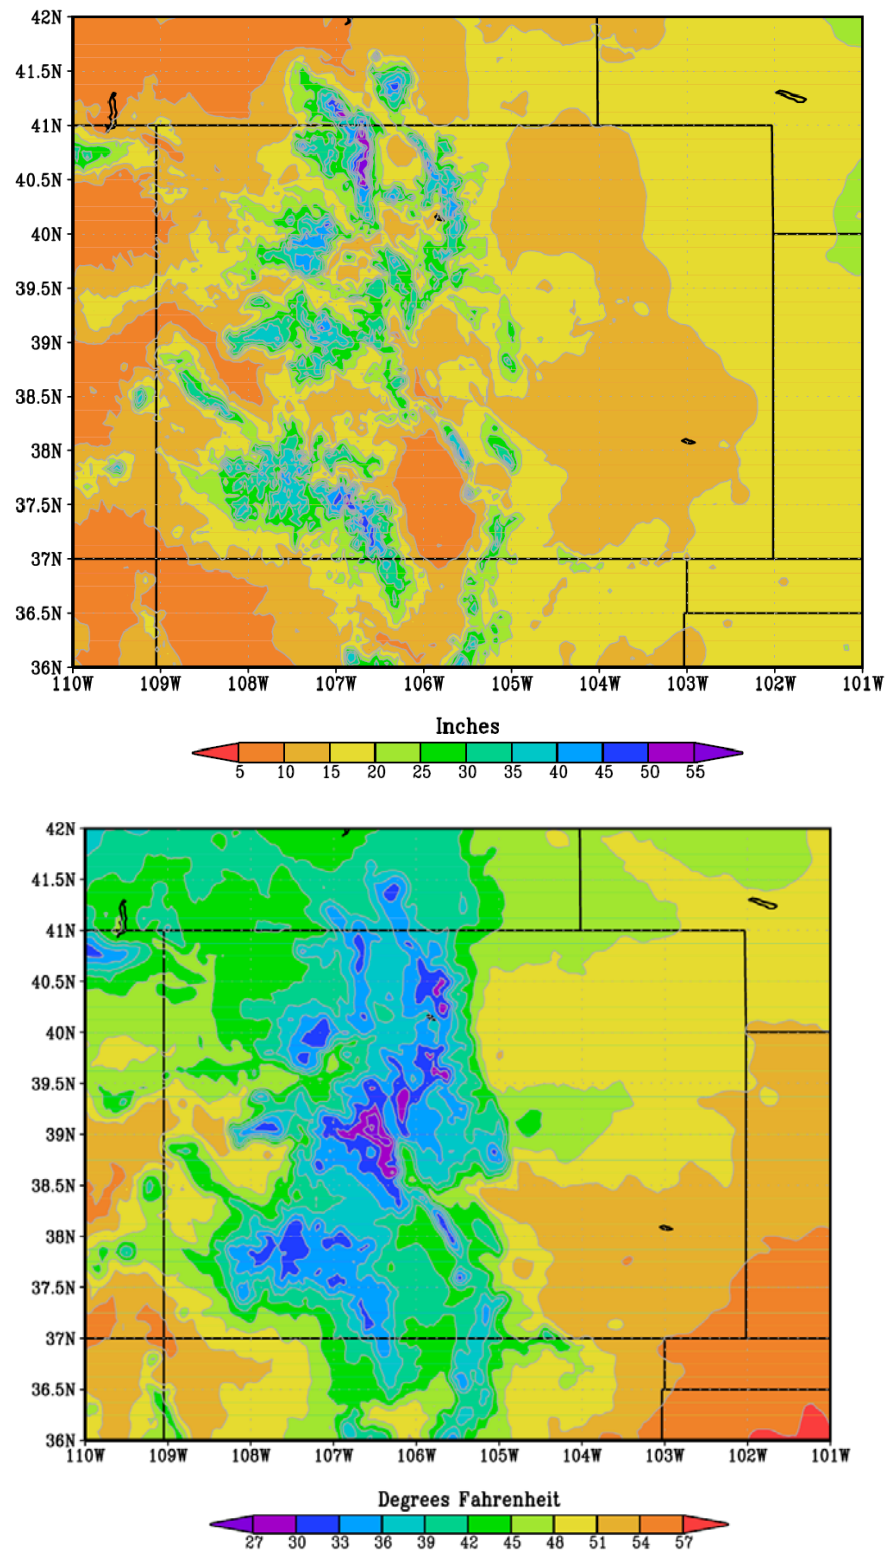 42N
41.5N
41N
40.5N
40N
39.5N
39N
38.5N
38N
37.5N
37N
36.5N
36N
110W 109W 108W 107W 106W 105W 104W 103W 102W 101W
Inches
5 10 15 20 25 30 35 40 45 50 55
42N
41.5N
41N
40.5N
40N
39.5N
39N
38.5N
38N
37.5N
37N
36.5N
36N
110W 109W 108W 107W 106W 105W 104W 103W 102W 101W
Degrees Fahrenheit
27 30 33 36 39 42 45 48 51 54 57